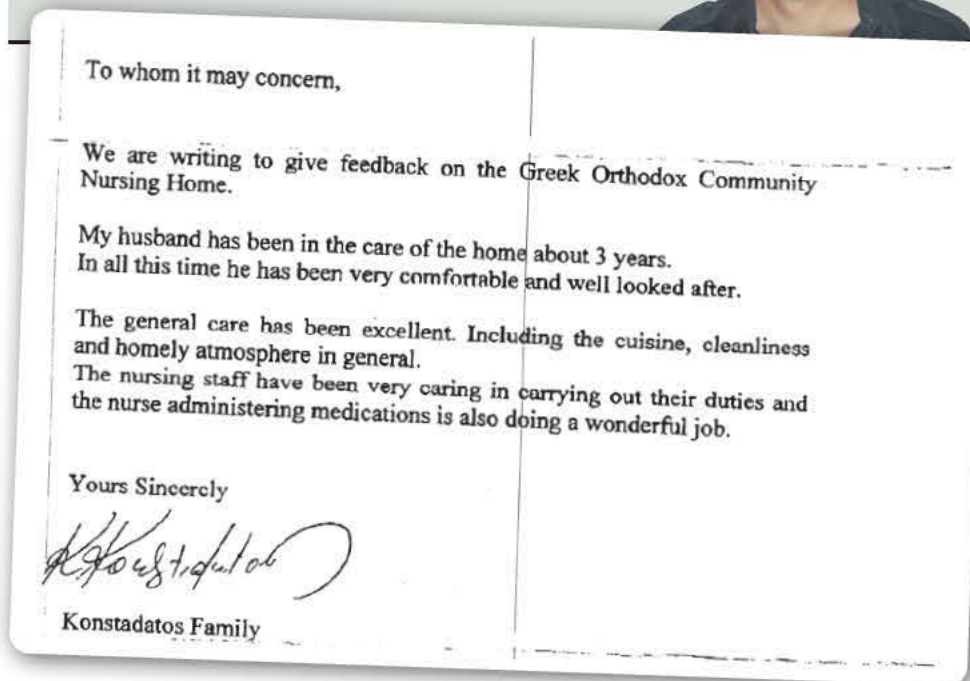 To whom it may concern,
We are writing to give feedback on the Greek Orthodox Community
Nursing Home.
My husband has been in the care of the home about 3 years.
In all this time he has been very comfortable and well looked after.
The general care has been excellent. Including the cuisine, cleanliness
and homely atmosphere in general.
The nursing staff have been very caring in carrying out their duties and
the nurse administering medications is also doing a wonderful job.
Yours Sincerely
Konstadatos Family